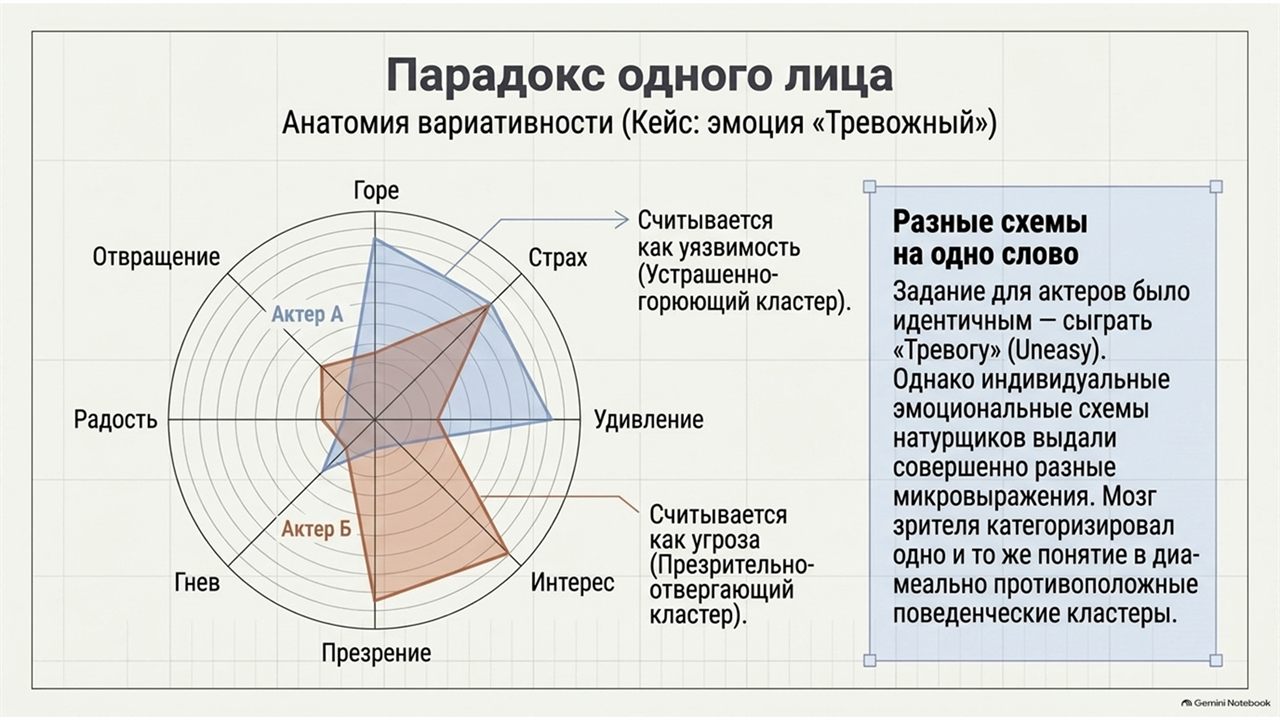 Парадокс одного лица
Анатомия вариативности (Кейс: эмоция «Тревожный»)
Горе
Отвращение
Страх
Актер А
Радость
Удивление
Актер Б
Гнев
Интерес
Презрение
Считывается
как уязвимость
(Устрашенно-
горюющий кластер).
Считывается
как угроза
(Презрительно-
отвергающий
кластер).
Разные схемы
на одно слово
Задание для актеров было
идентичным — сыграть
«Тревогу» (Uneasy).
Однако индивидуальные
эмоциональные схемы
натурщиков выдали
совершенно разные
микровыражения. Мозг
зрителя категоризировал
одно и то же понятие в диа-
меально противоположные
поведенческие кластеры.
Gemini Notebook